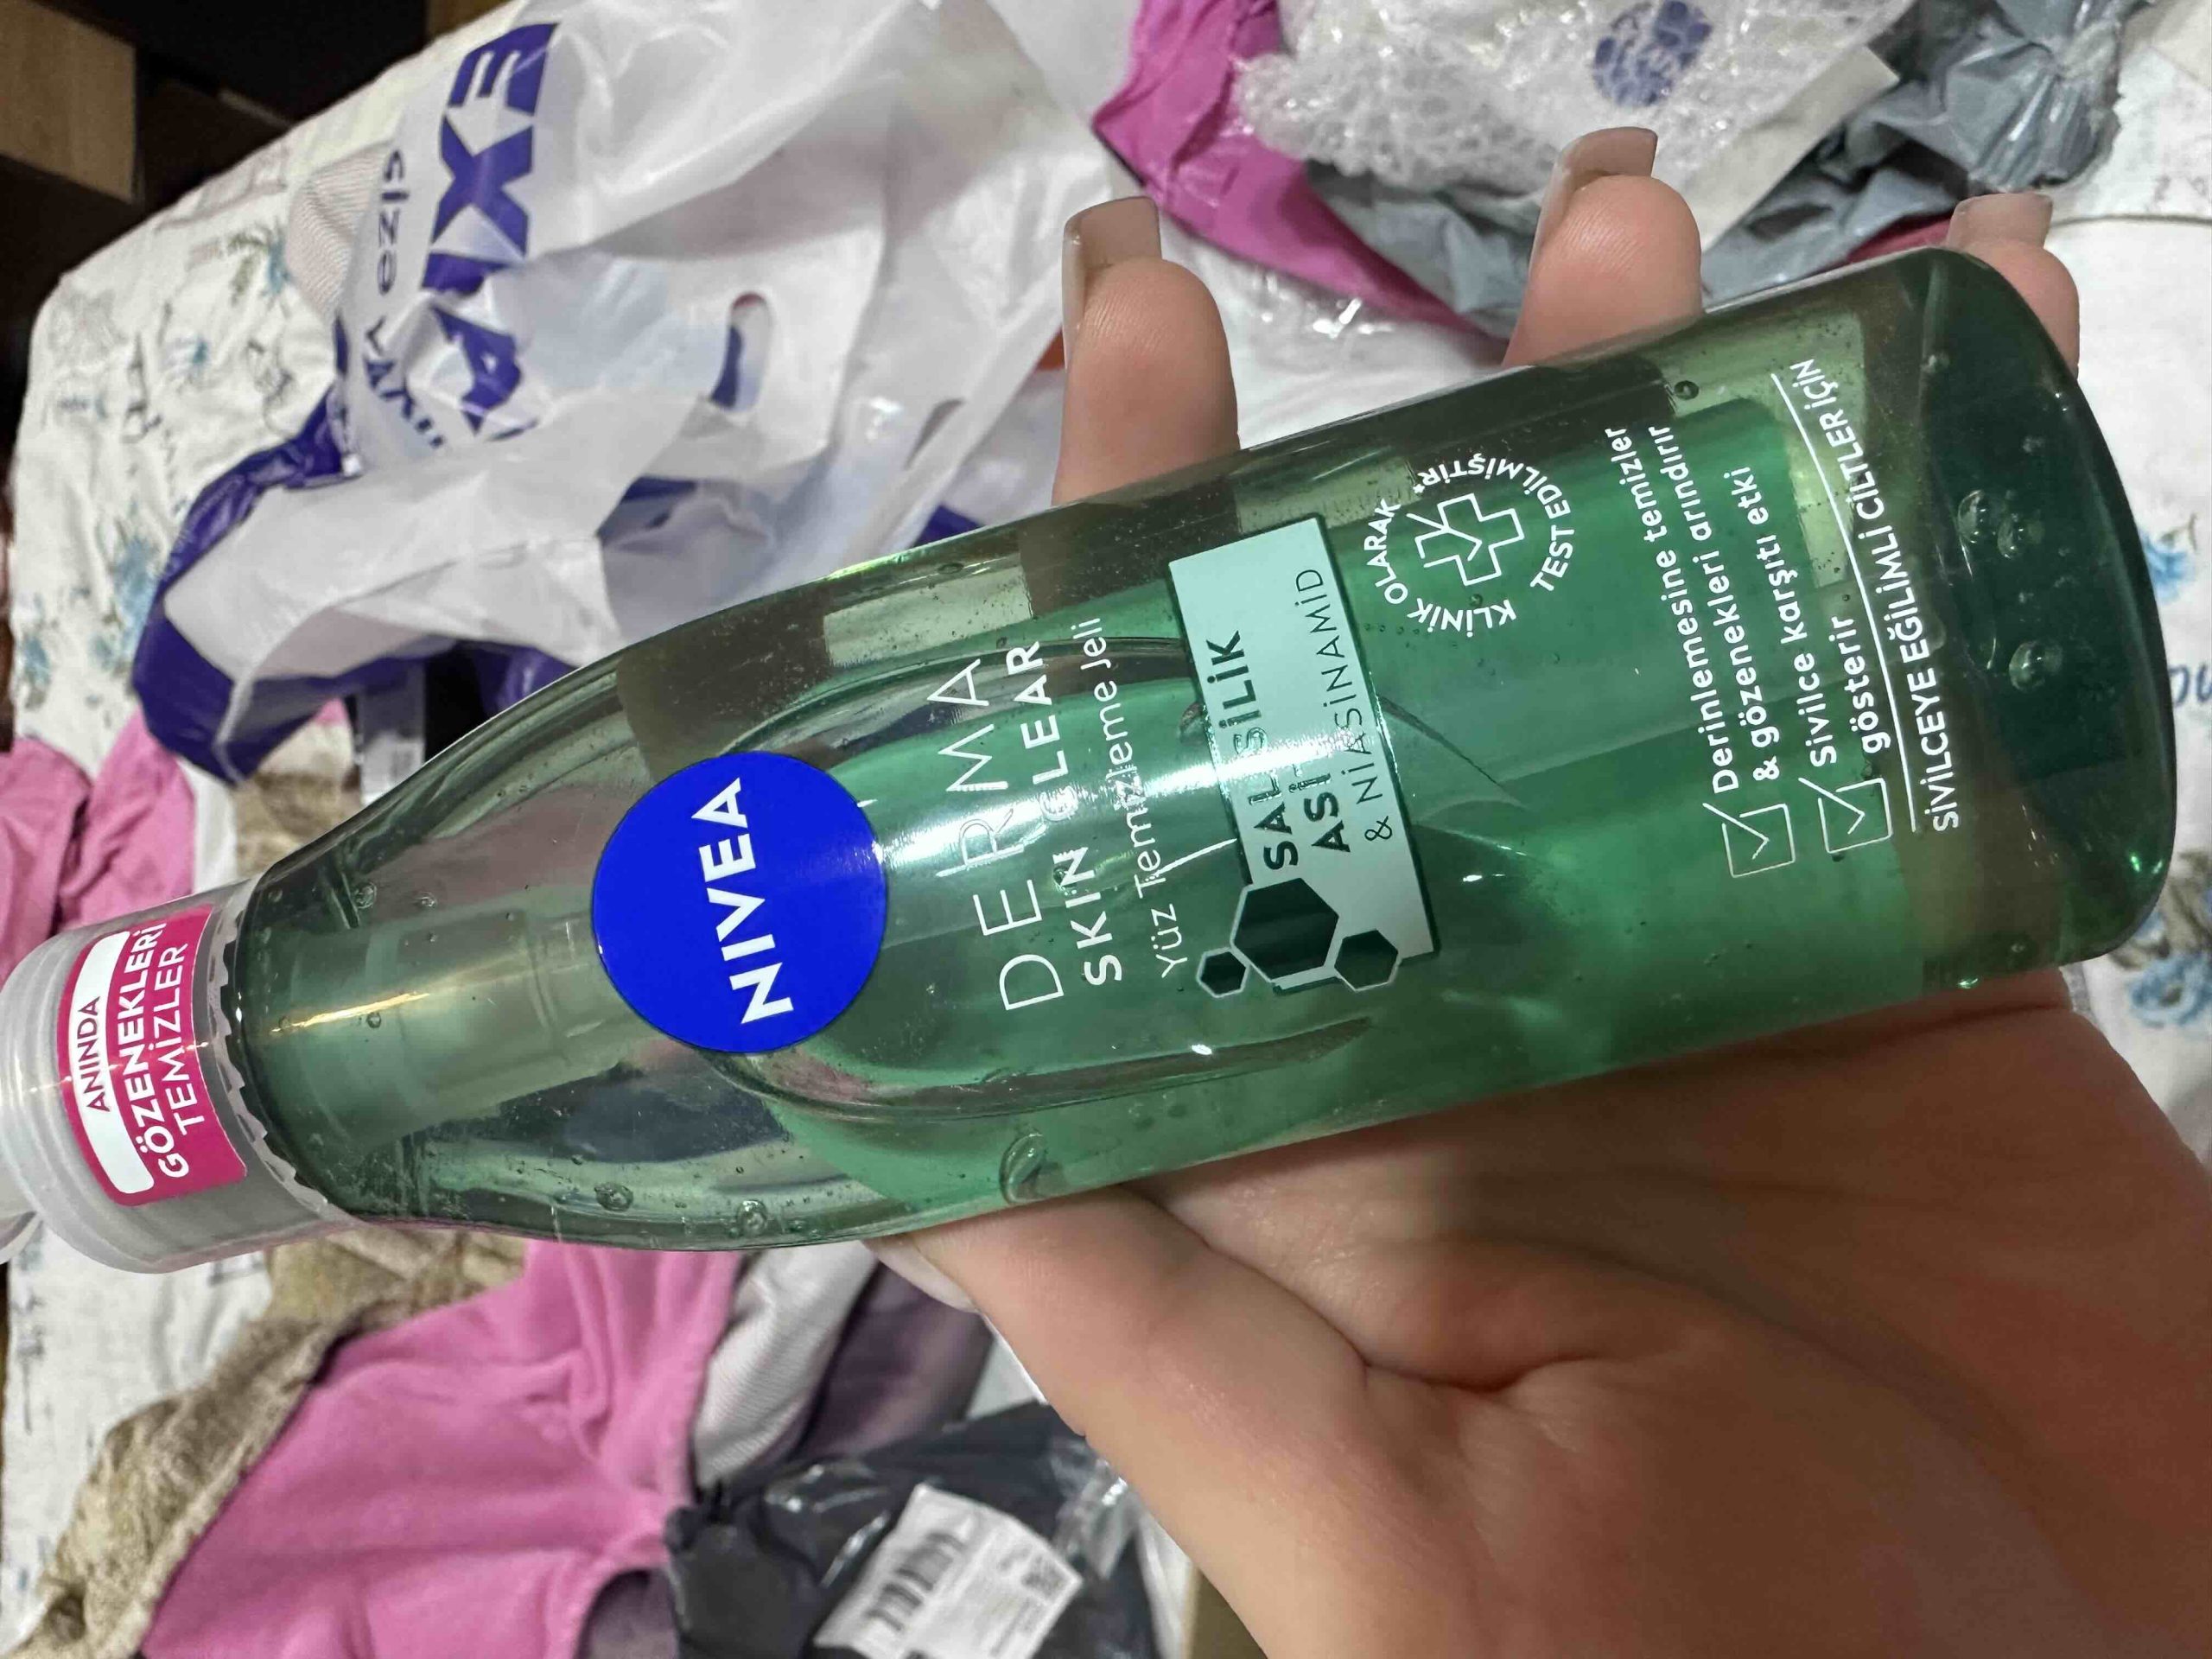 ANINDA
GÖZENEKLERİ
TEMİZLER
NIVEA
DERMA
SKIN CLEAR
Yüz Temizleme Jeli
SALİSİLİK
ASİT
& NİASİNAMİD
KLİNİK OLARAK
TEST EDİLMİŞTİR*
Derinlemesine temizler
& gözenekleri arındırır
Sivilce karşıtı etki
gösterir
SİVİLCEYE EĞİLİMLİ CİLTLER İÇİN